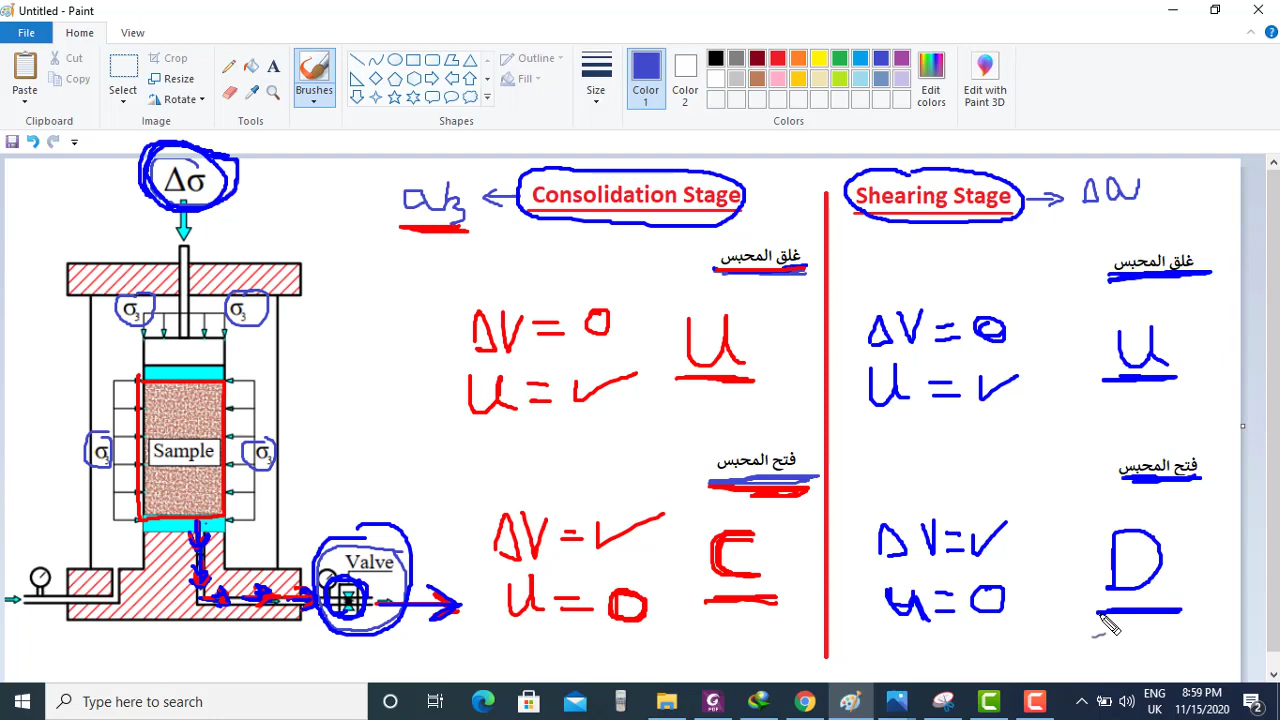 Untitled - Paint
File
Home
View
Paste
Cut
Copy
Clipboard
Select
Crop
Resize
Rotate
Image
A
Tools
Brushes
Outline
Fill
Shapes
Size
Color 1
Color 2
Edit colors
Colors
Edit with Paint 3D
Δσ
σ3
σ3
σ3
σ3
Sample
Valve
Consolidation Stage
غلق المحبس
ΔV = 0
U
u = ✓
فتح المحبس
ΔV = ✓
C
u = 0
Shearing Stage
غلق المحبس
ΔV = 0
U
u = ✓
فتح المحبس
ΔV = ✓
D
u = 0
Type here to search
ENG
UK
8:59 PM
11/15/2020
2